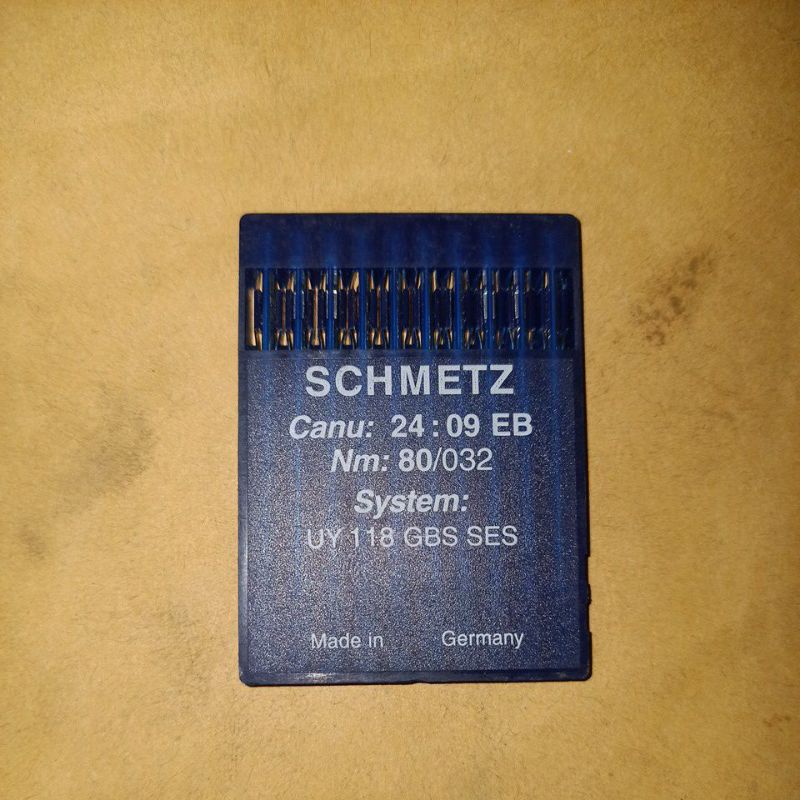 SCHMETZ
Canu: 24:09 EB
Nm: 80/032
System:
UY 118 GBS SES
Made in Germany